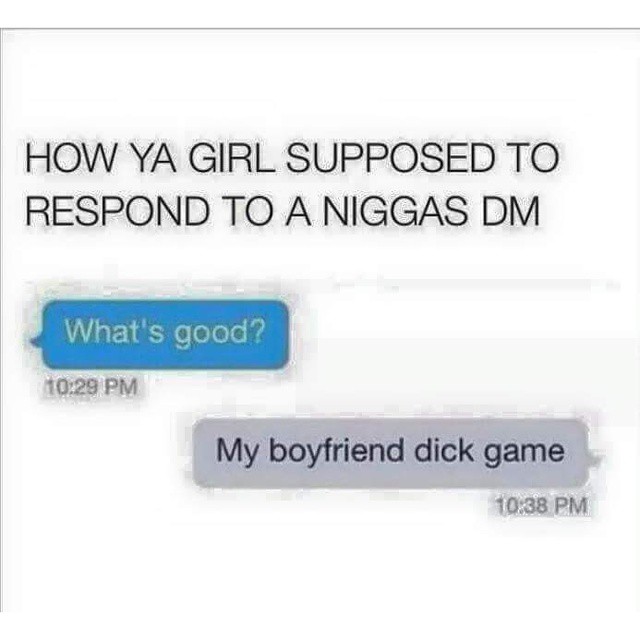 HOW YA GIRL SUPPOSED TO
RESPOND TO A NIGGAS DM
What's good?
10:29 PM
My boyfriend dick game
10:38 PM